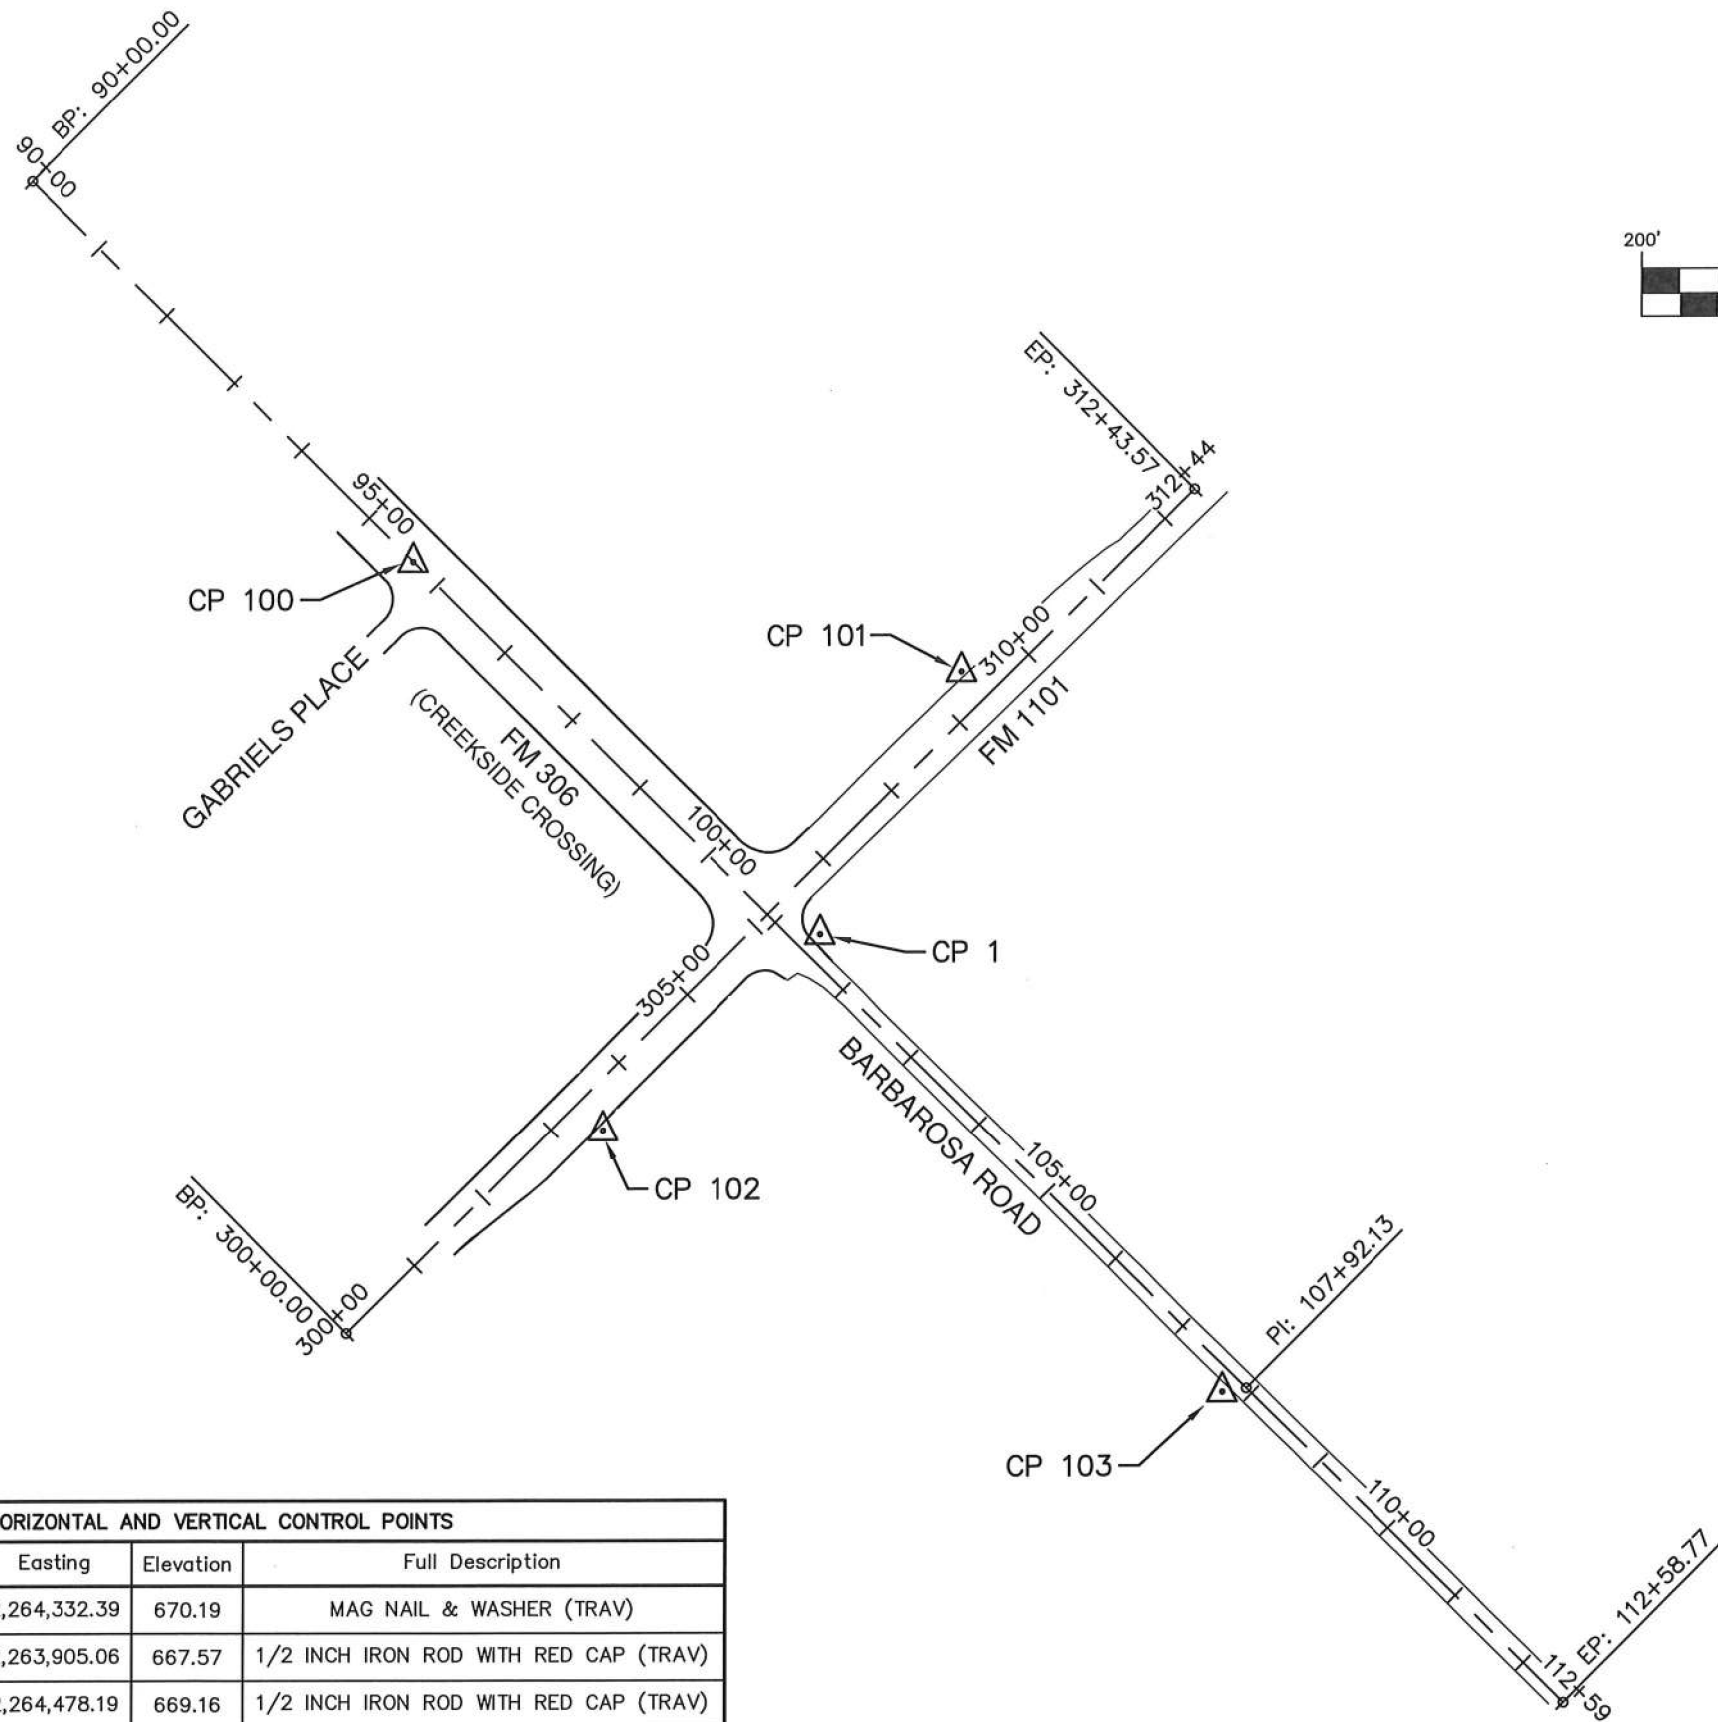 BP: 90+00.00
90+00
200'
EP: 312+43.57
312+44
95+00
CP 100
CP 101
310+00
FM 1101
GABRIELS PLACE
FM 306
(CREEKSIDE CROSSING)
100+00
CP 1
305+00
BARBAROSA ROAD
105+00
CP 102
BP: 300+00.00
300+00
PI: 107+92.13
CP 103
110+00
EP: 112+58.77
112+59
ORIZONTAL AND VERTICAL CONTROL POINTS
Easting Elevation Full Description
,264,332.39 670.19 MAG NAIL & WASHER (TRAV)
,263,905.06 667.57 1/2 INCH IRON ROD WITH RED CAP (TRAV)
,264,478.19 669.16 1/2 INCH IRON ROD WITH RED CAP (TRAV)